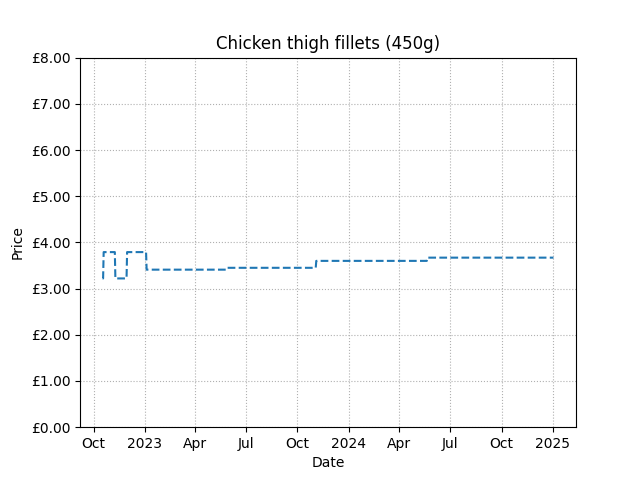 Chicken thigh fillets (450g)
£8.00
£7.00
£6.00
£5.00
£4.00
£3.00
£2.00
£1.00
£0.00
Price
Oct 2023 Apr Jul Oct 2024 Apr Jul Oct 2025
Date